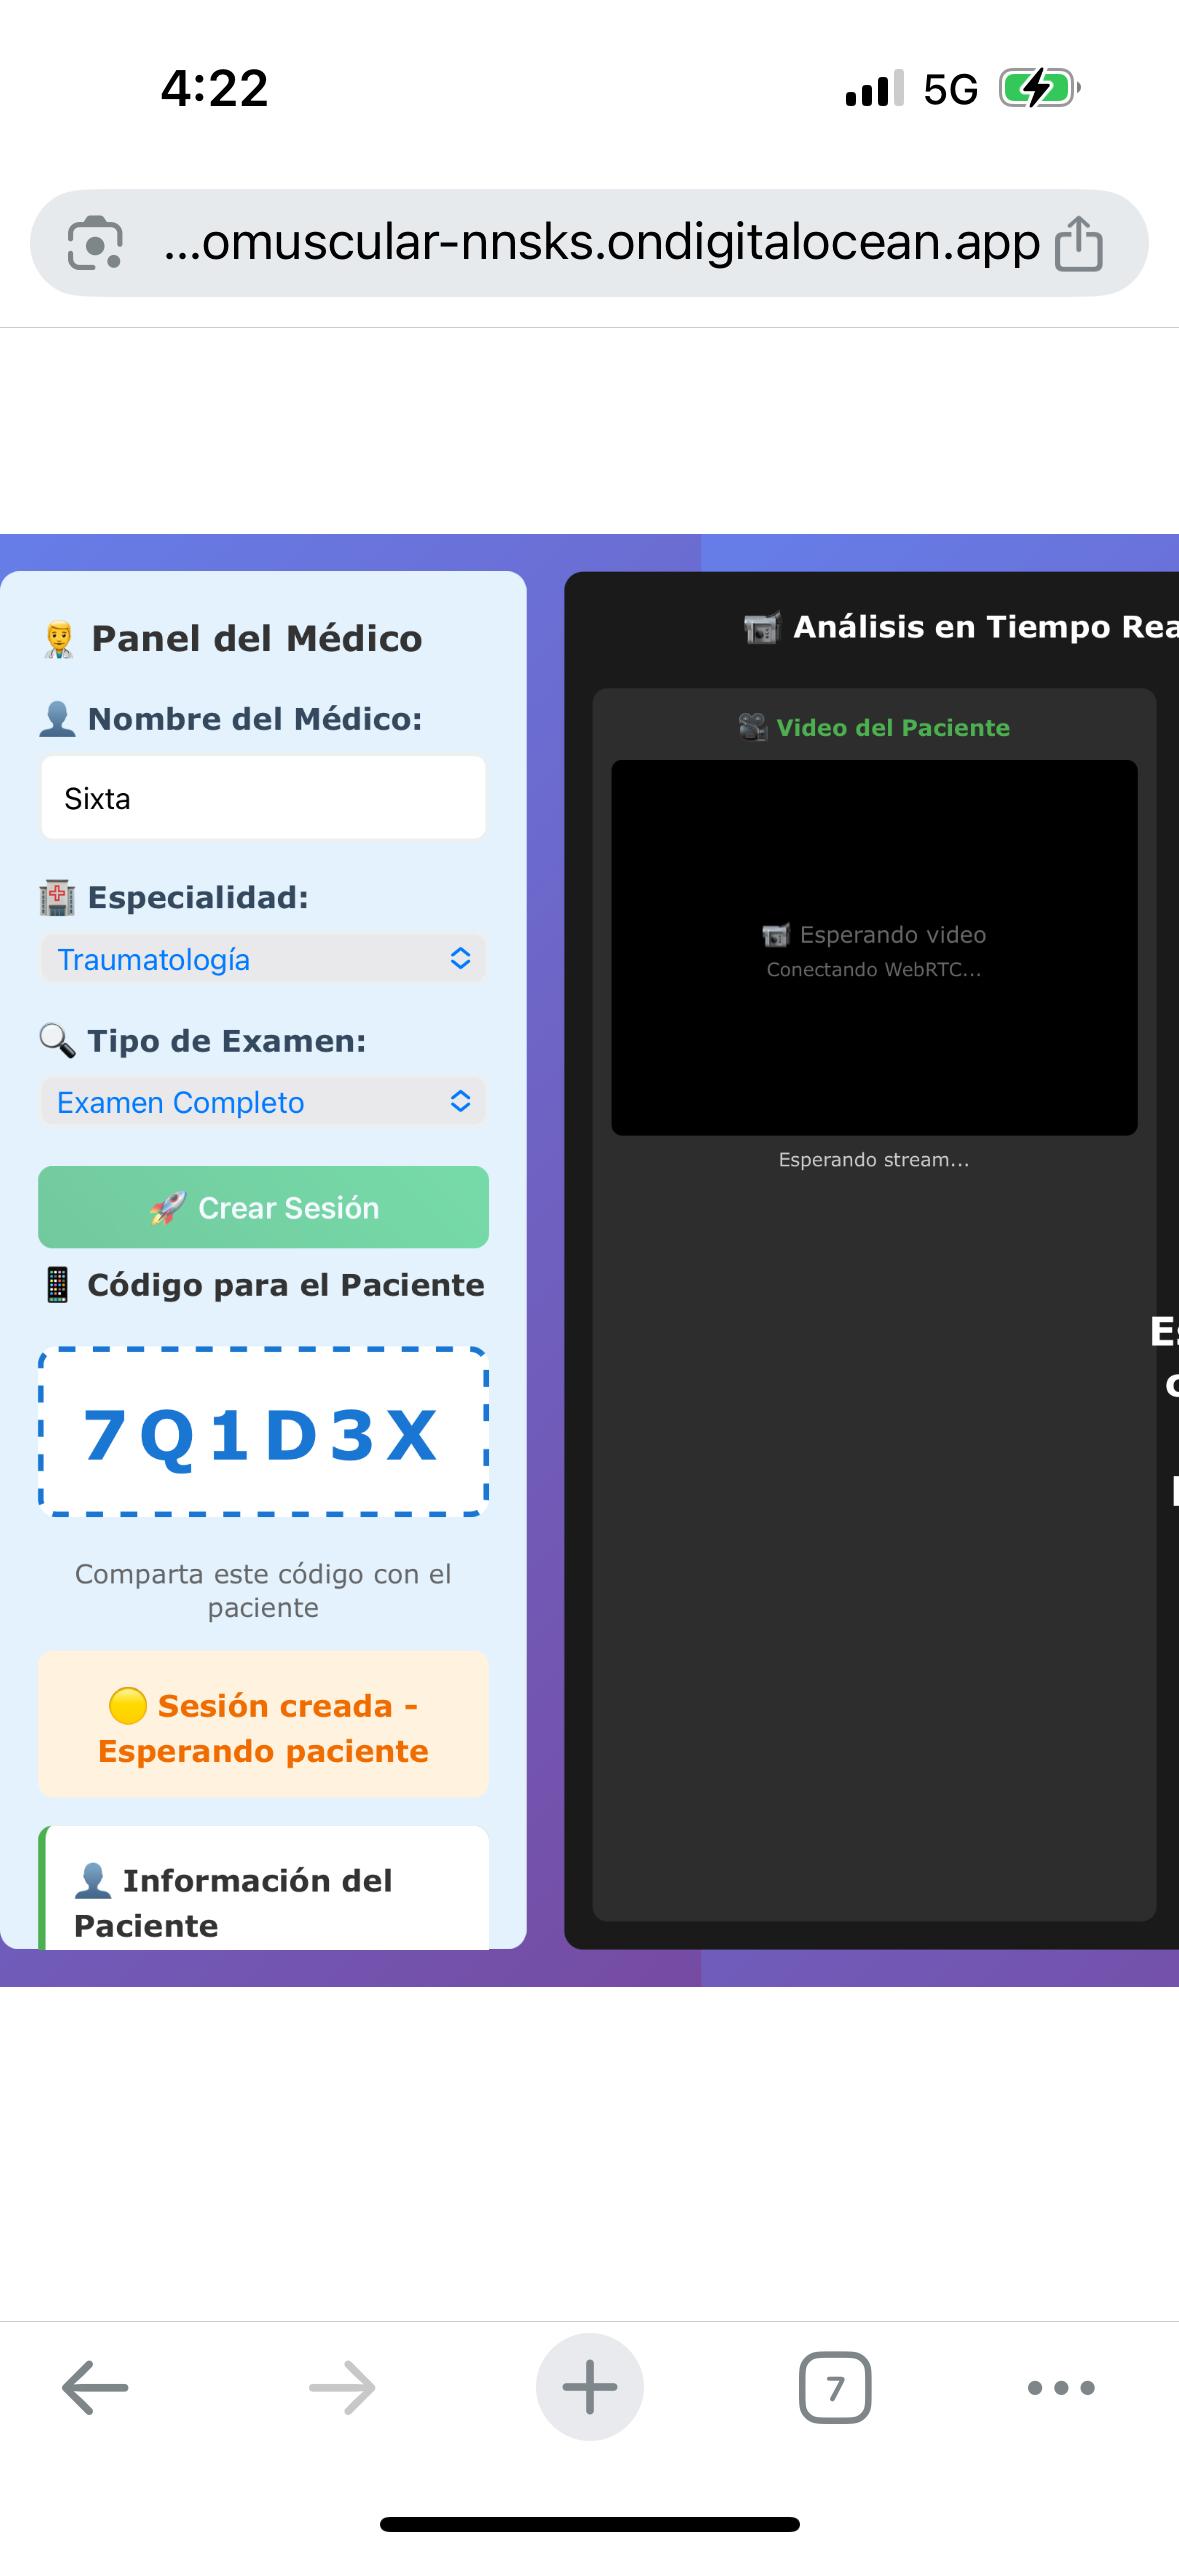 4:22
5G
...omuscular-nnsks.ondigitalocean.app
Panel del Médico
Nombre del Médico:
Sixta
Especialidad:
Traumatología
Tipo de Examen:
Examen Completo
Crear Sesión
Código para el Paciente
7Q1D3X
Comparta este código con el
paciente
Sesión creada -
Esperando paciente
Información del
Paciente
Análisis en Tiempo Rea
Video del Paciente
Esperando video
Conectando WebRTC...
Esperando stream...
7